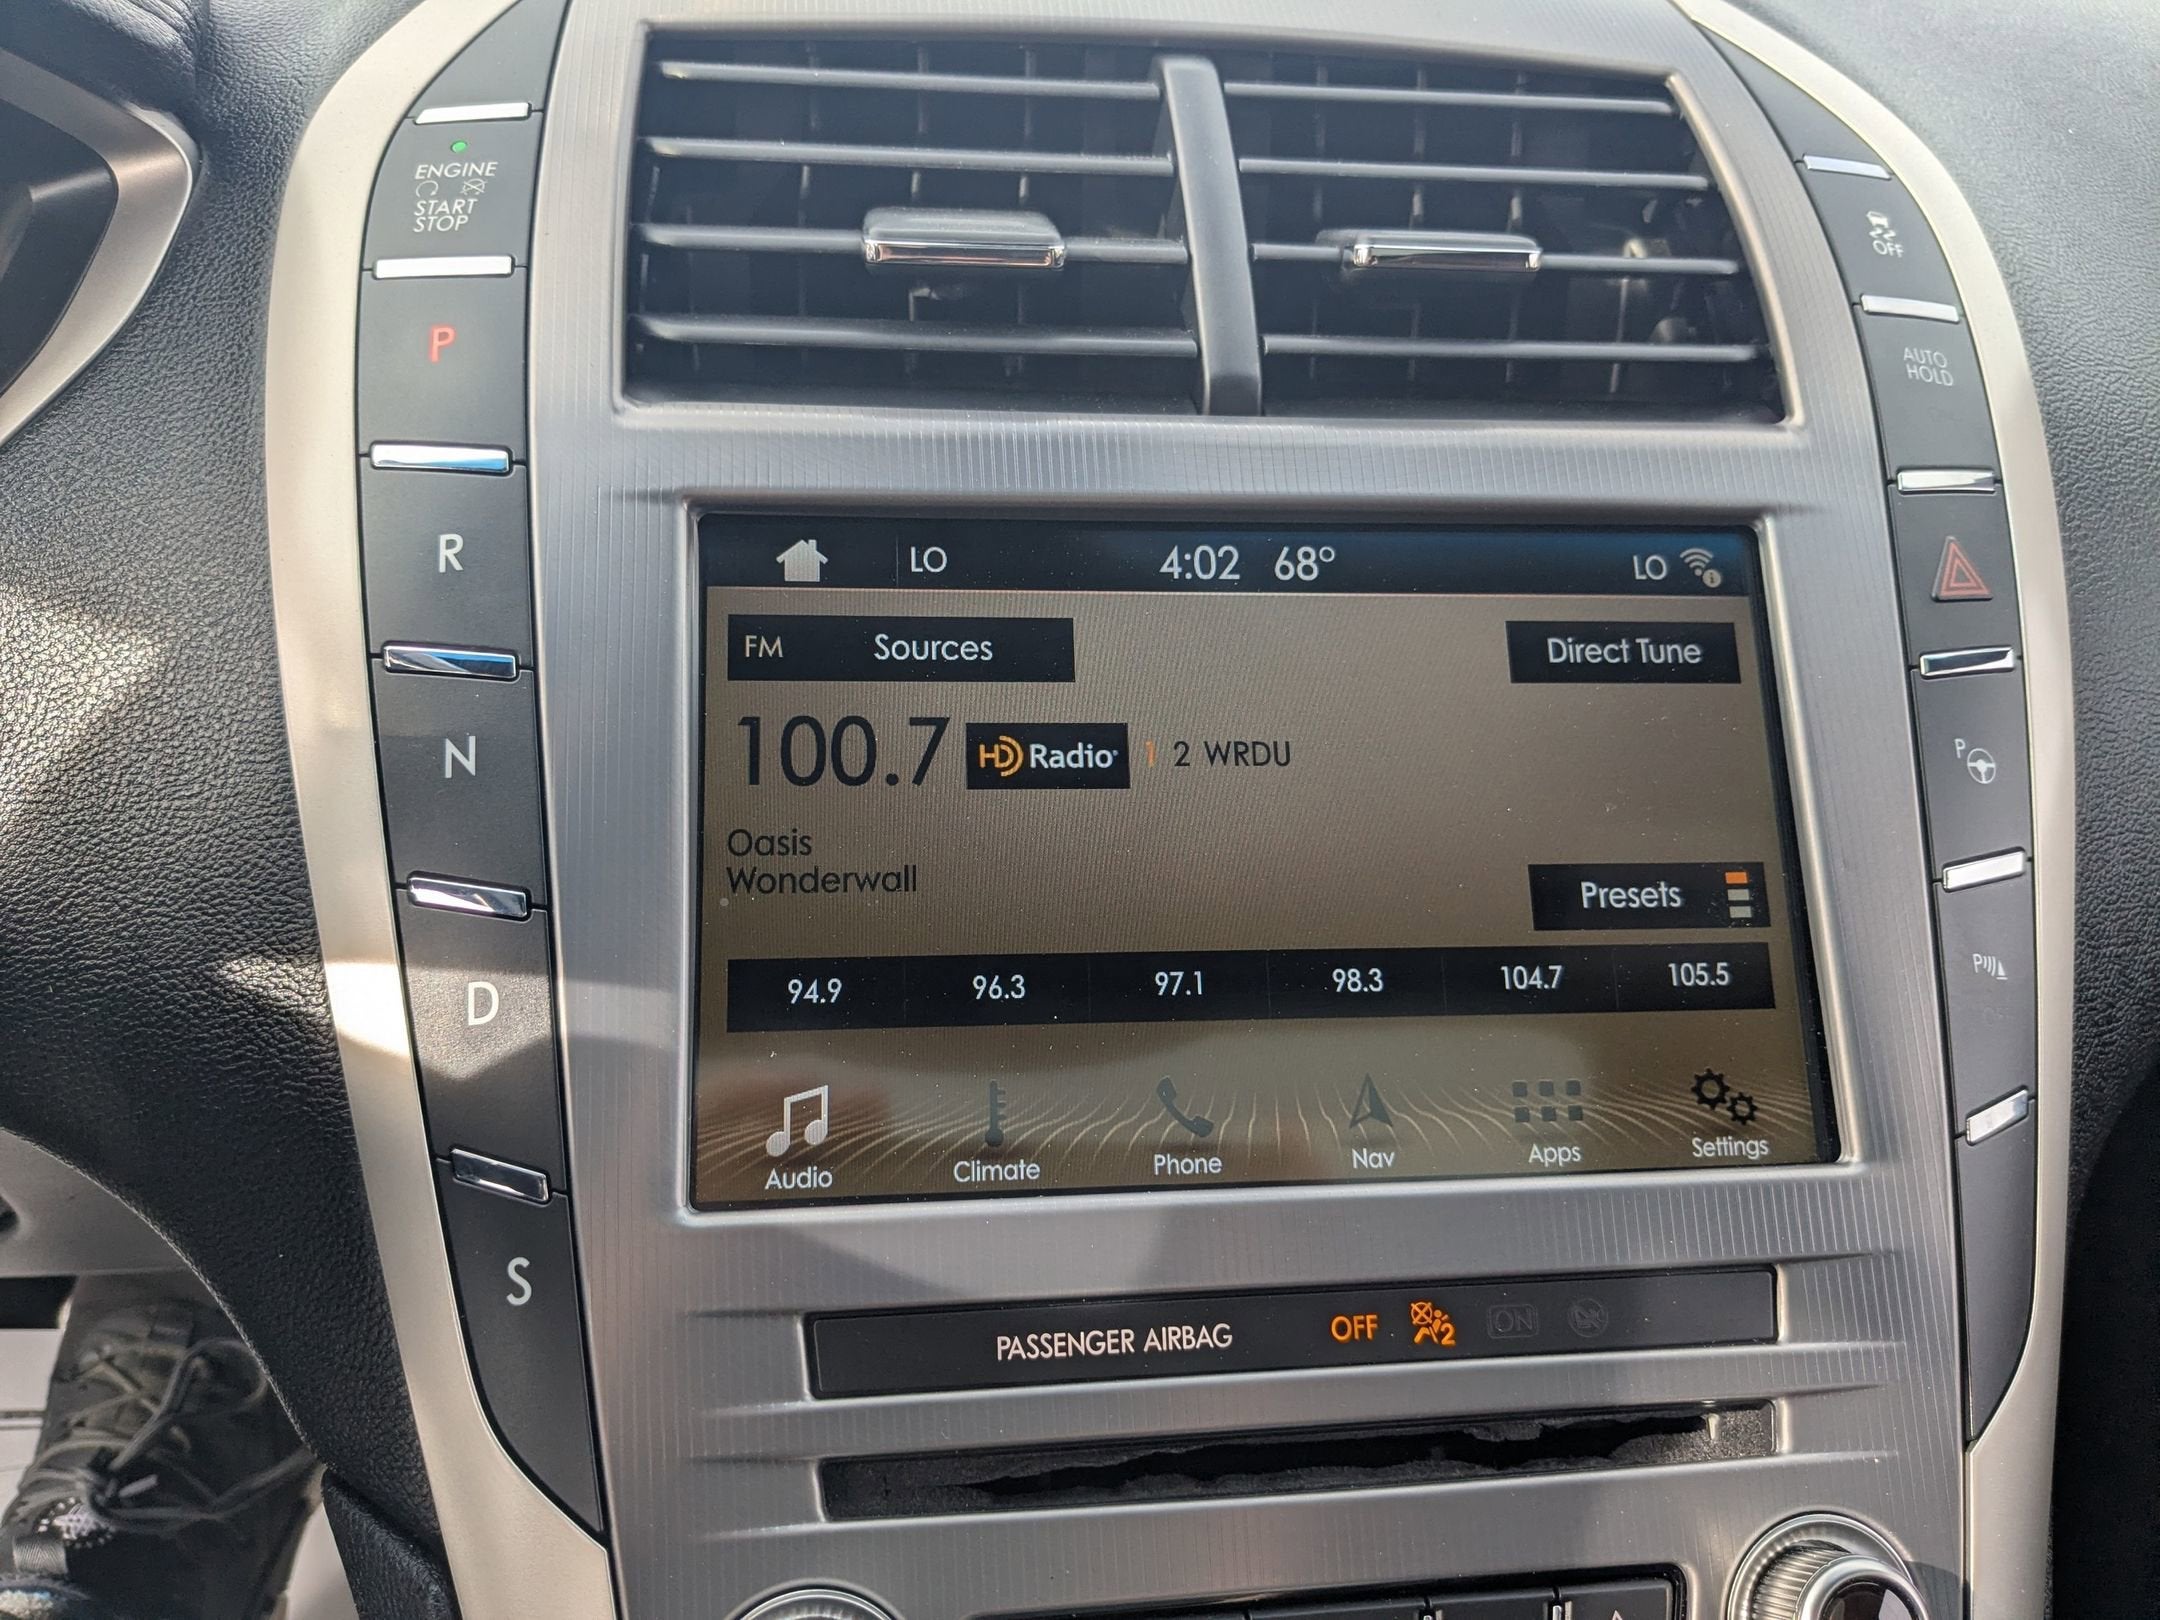 ENGINE
START
STOP
P
R
N
D
S
OFF
AUTO
HOLD
P
P
LO 4:02 68° LO
FM Sources Direct Tune
100.7 HD Radio 1 2 WRDU
Oasis
Wonderwall
Presets
94.9 96.3 97.1 98.3 104.7 105.5
Audio Climate Phone Nav Apps Settings
PASSENGER AIRBAG OFF 2 ON